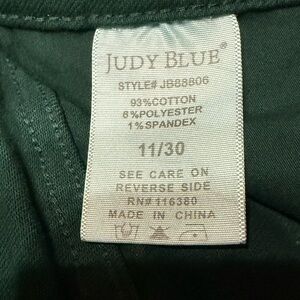 JUDY BLUE®
STYLE# JB88806
93%COTTON
6%POLYESTER
1%SPANDEX
11/30
SEE CARE ON
REVERSE SIDE
RN# 116380
MADE IN CHINA